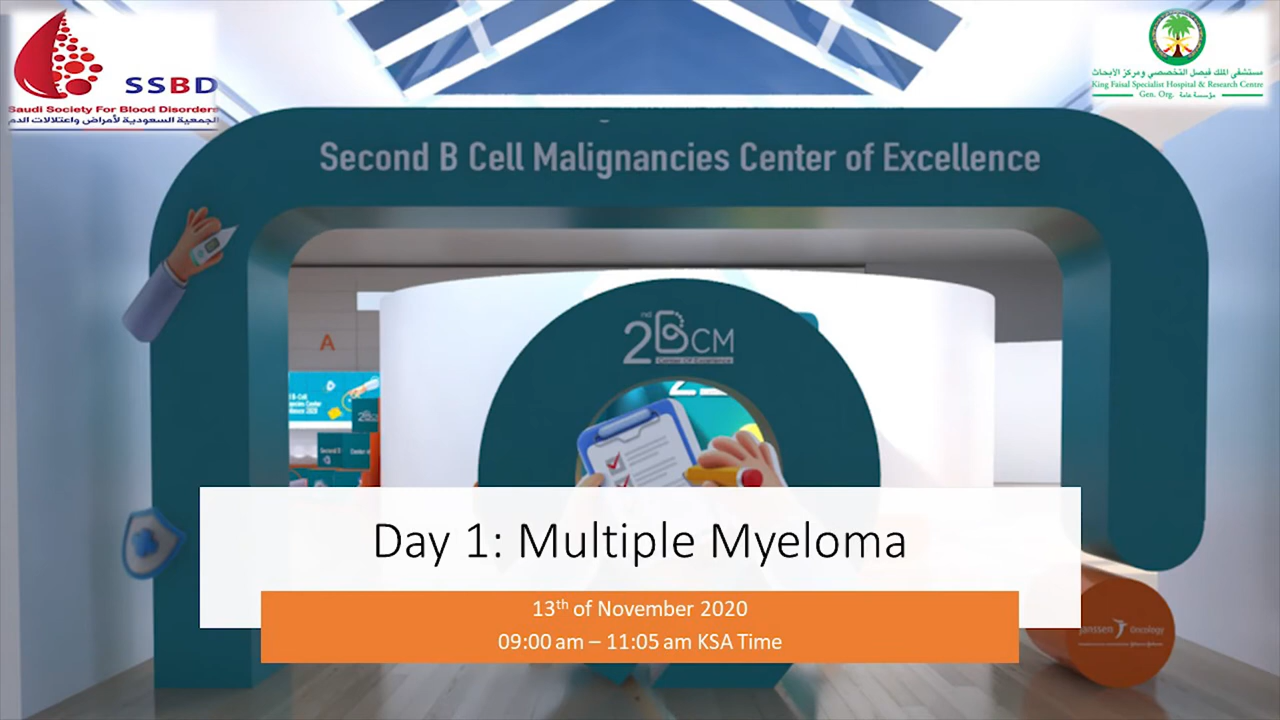 SSBD
Saudi Society For Blood Disorders
الجمعية السعودية لأمراض واعتلالات الدم
مستشفى الملك فيصل التخصصي ومركز الأبحاث
King Faisal Specialist Hospital & Research Centre
Gen. Org. مؤسسة عامة
Second B Cell Malignancies Center of Excellence
2nd BCM
Center Of Excellence
A
Day 1: Multiple Myeloma
13th of November 2020
09:00 am – 11:05 am KSA Time
janssen Oncology